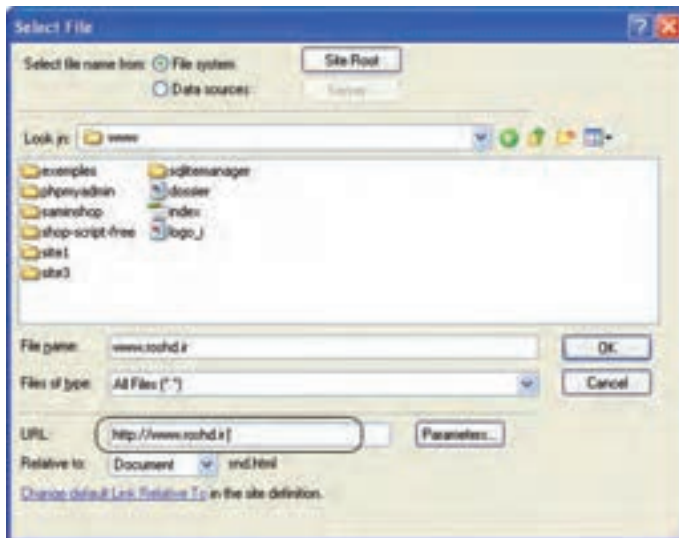 Select File
Select file name from: File system
Site Root
Data sources
Look in: www
exemples
phpmyadmin
saminshop
shop-script-free
site1
site3
sqlitemanager
dossier
index
logo_i
File name: www.roshd.ir
OK
Files of type: All Files (*.*)
Cancel
URL: http://www.roshd.ir
Parameters...
Relative to: Document
Change default Link Relative To in the site definition.